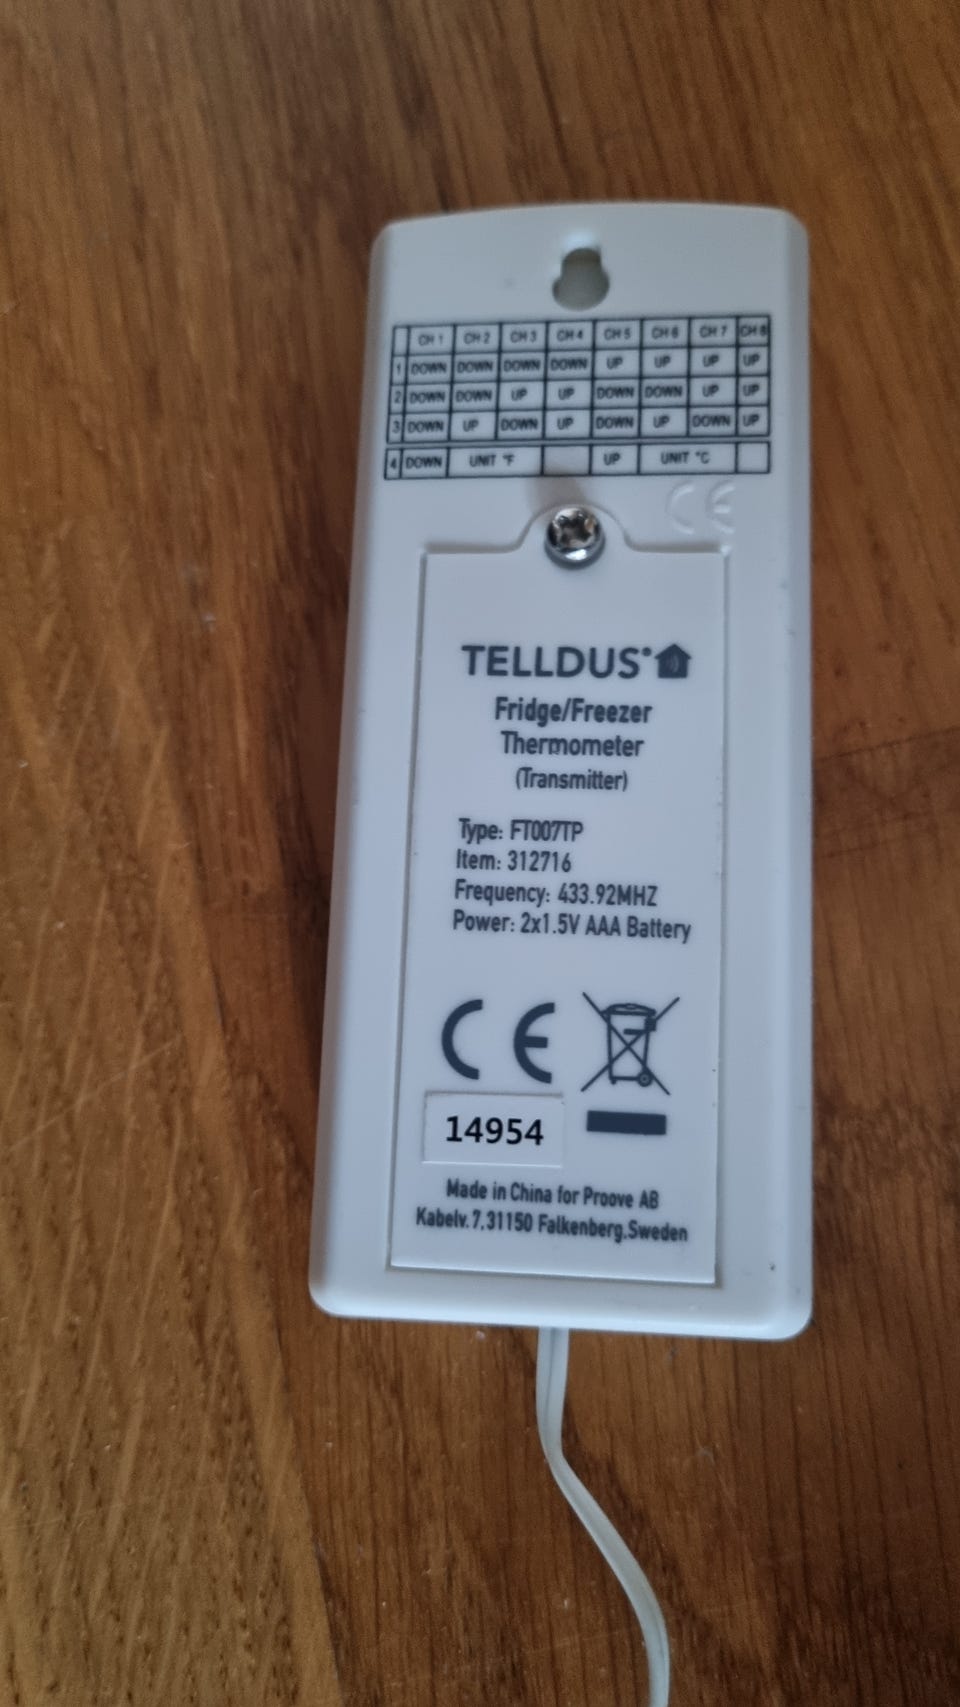 CH 1 CH 2 CH 3 CH 4 CH 5 CH 6 CH 7 CH 8
1 DOWN DOWN DOWN DOWN UP UP UP UP
2 DOWN DOWN UP UP DOWN DOWN UP UP
3 DOWN UP DOWN UP DOWN UP DOWN UP
4 DOWN UNIT °F UP UNIT °C
CE
TELLDUS®
Fridge/Freezer
Thermometer
(Transmitter)
Type: FT007TP
Item: 312716
Frequency: 433.92MHZ
Power: 2x1.5V AAA Battery
CE
14954
Made in China for Proove AB
Kabelv.7,31150 Falkenberg,Sweden